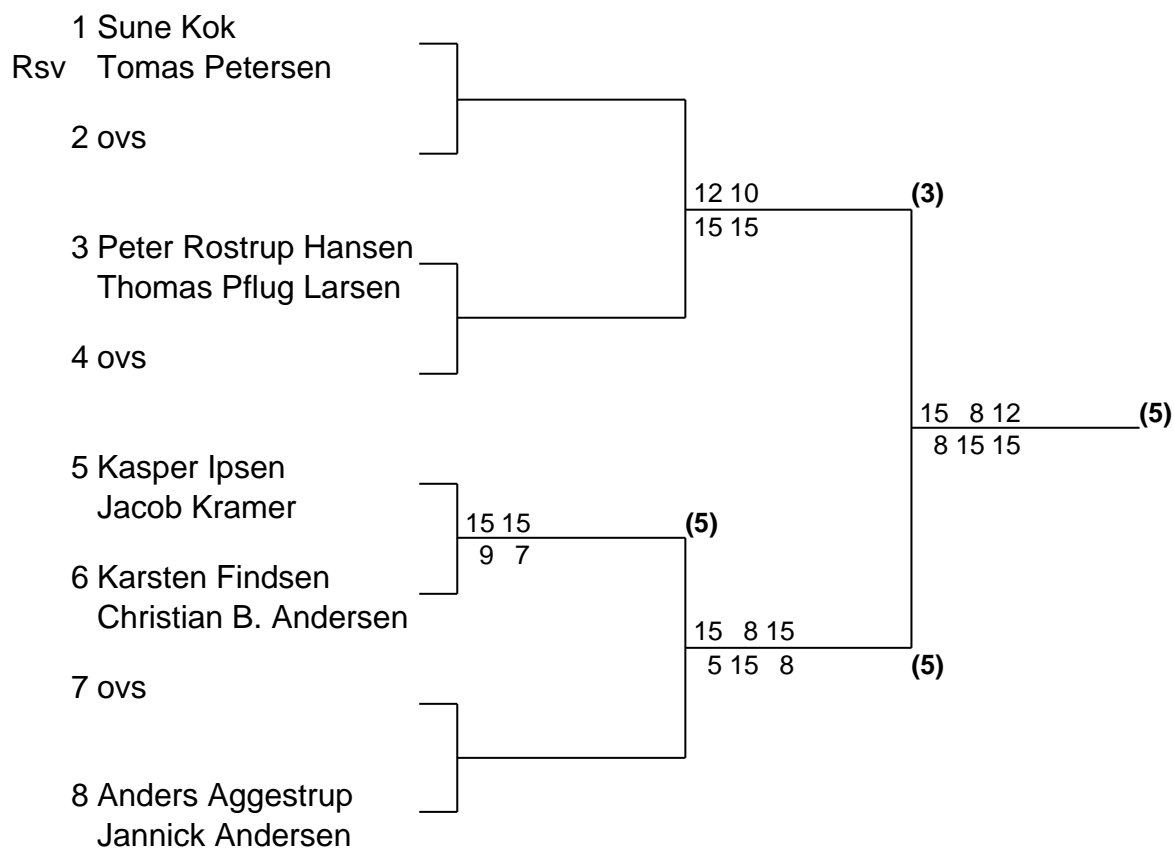 1 Sune Kok
Rsv Tomas Petersen
2 ovs
12 10 (3)
15 15
3 Peter Rostrup Hansen
Thomas Pflug Larsen
4 ovs
15 8 12 (5)
8 15 15
5 Kasper Ipsen
Jacob Kramer
15 15 (5)
9 7
6 Karsten Findsen
Christian B. Andersen
15 8 15
5 15 8 (5)
7 ovs
8 Anders Aggestrup
Jannick Andersen